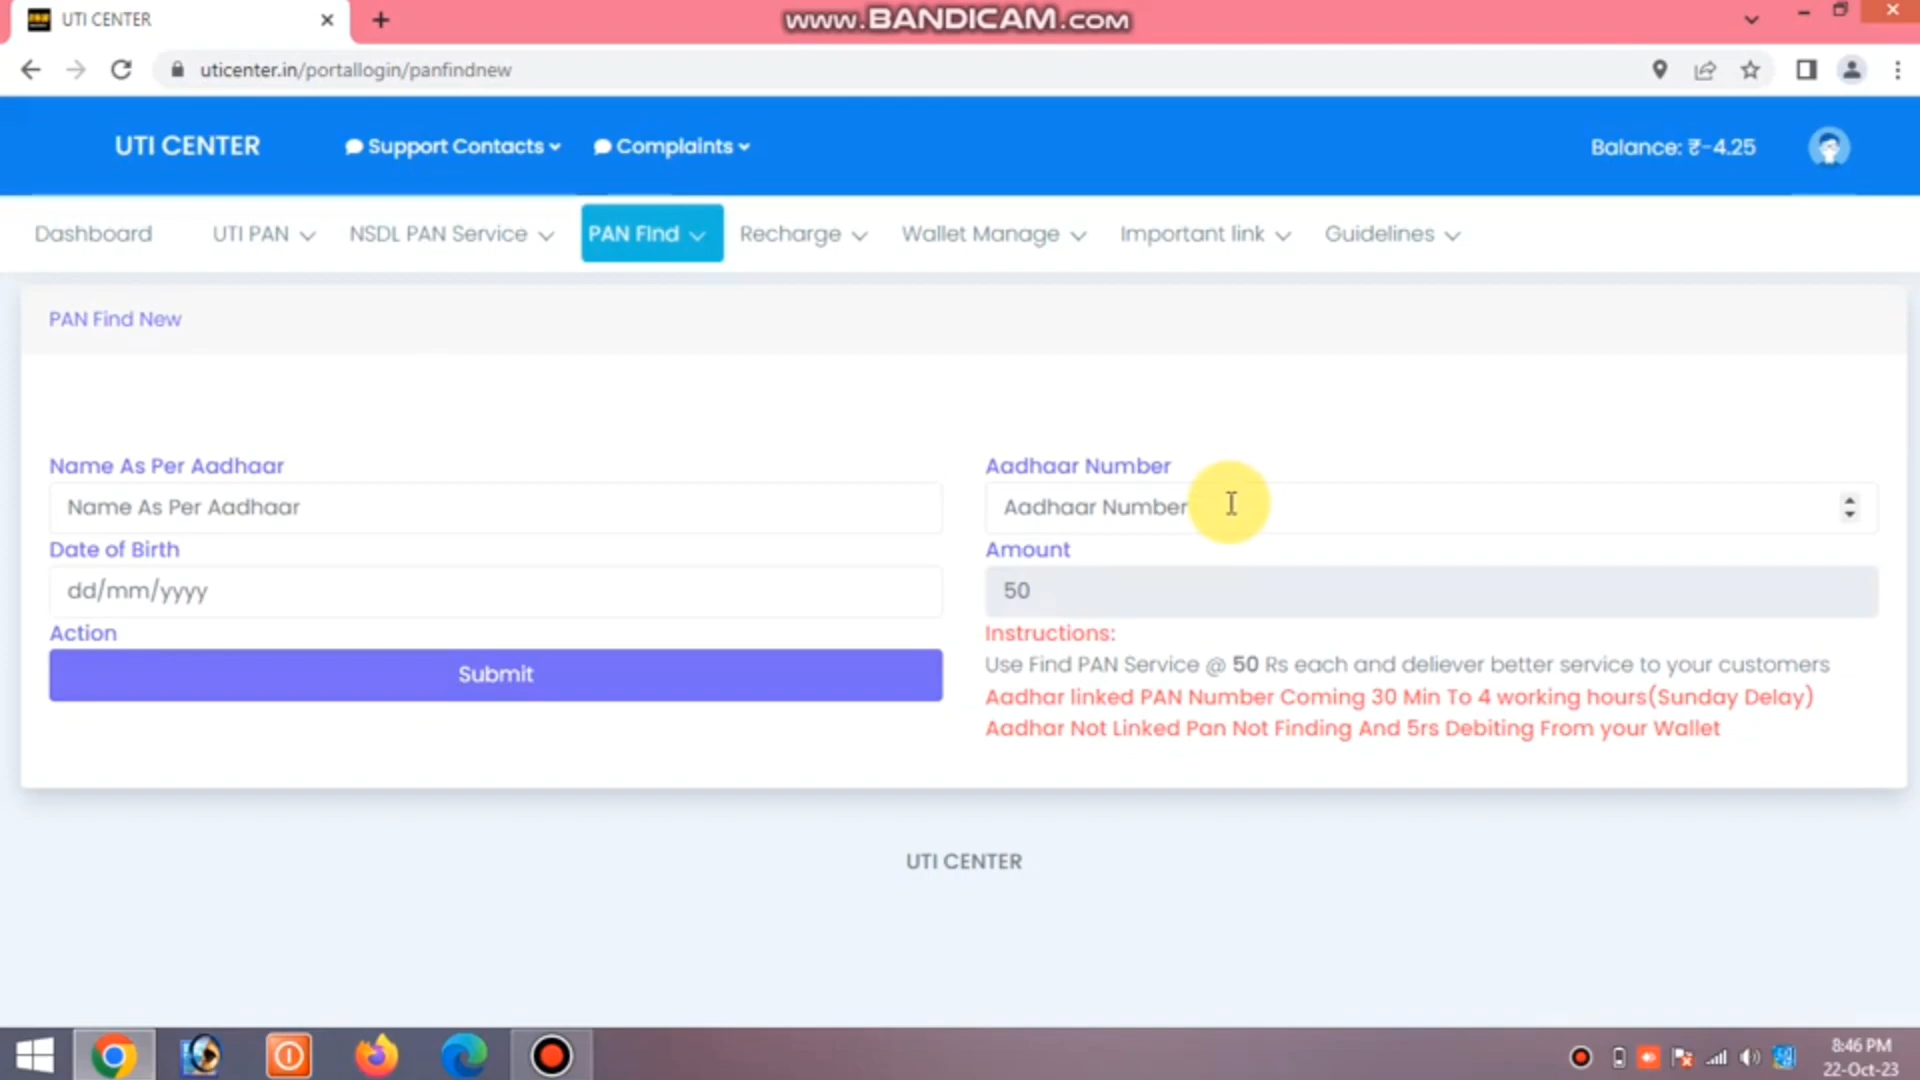 UTI CENTER
www.BANDICAM.com
uticenter.in/portallogin/panfindnew
UTI CENTER
Support Contacts
Complaints
Balance: ₹-4.25
Dashboard
UTI PAN
NSDL PAN Service
PAN FInd
Recharge
Wallet Manage
Important link
Guidelines
PAN Find New
Name As Per Aadhaar
Aadhaar Number
Name As Per Aadhaar
Aadhaar Number
Date of Birth
Amount
dd/mm/yyyy
50
Action
Instructions:
Submit
Use Find PAN Service @ 50 Rs each and deliever better service to your customers
Aadhar linked PAN Number Coming 30 Min To 4 working hours(Sunday Delay)
Aadhar Not Linked Pan Not Finding And 5rs Debiting From your Wallet
UTI CENTER
8:46 PM
22-Oct-23